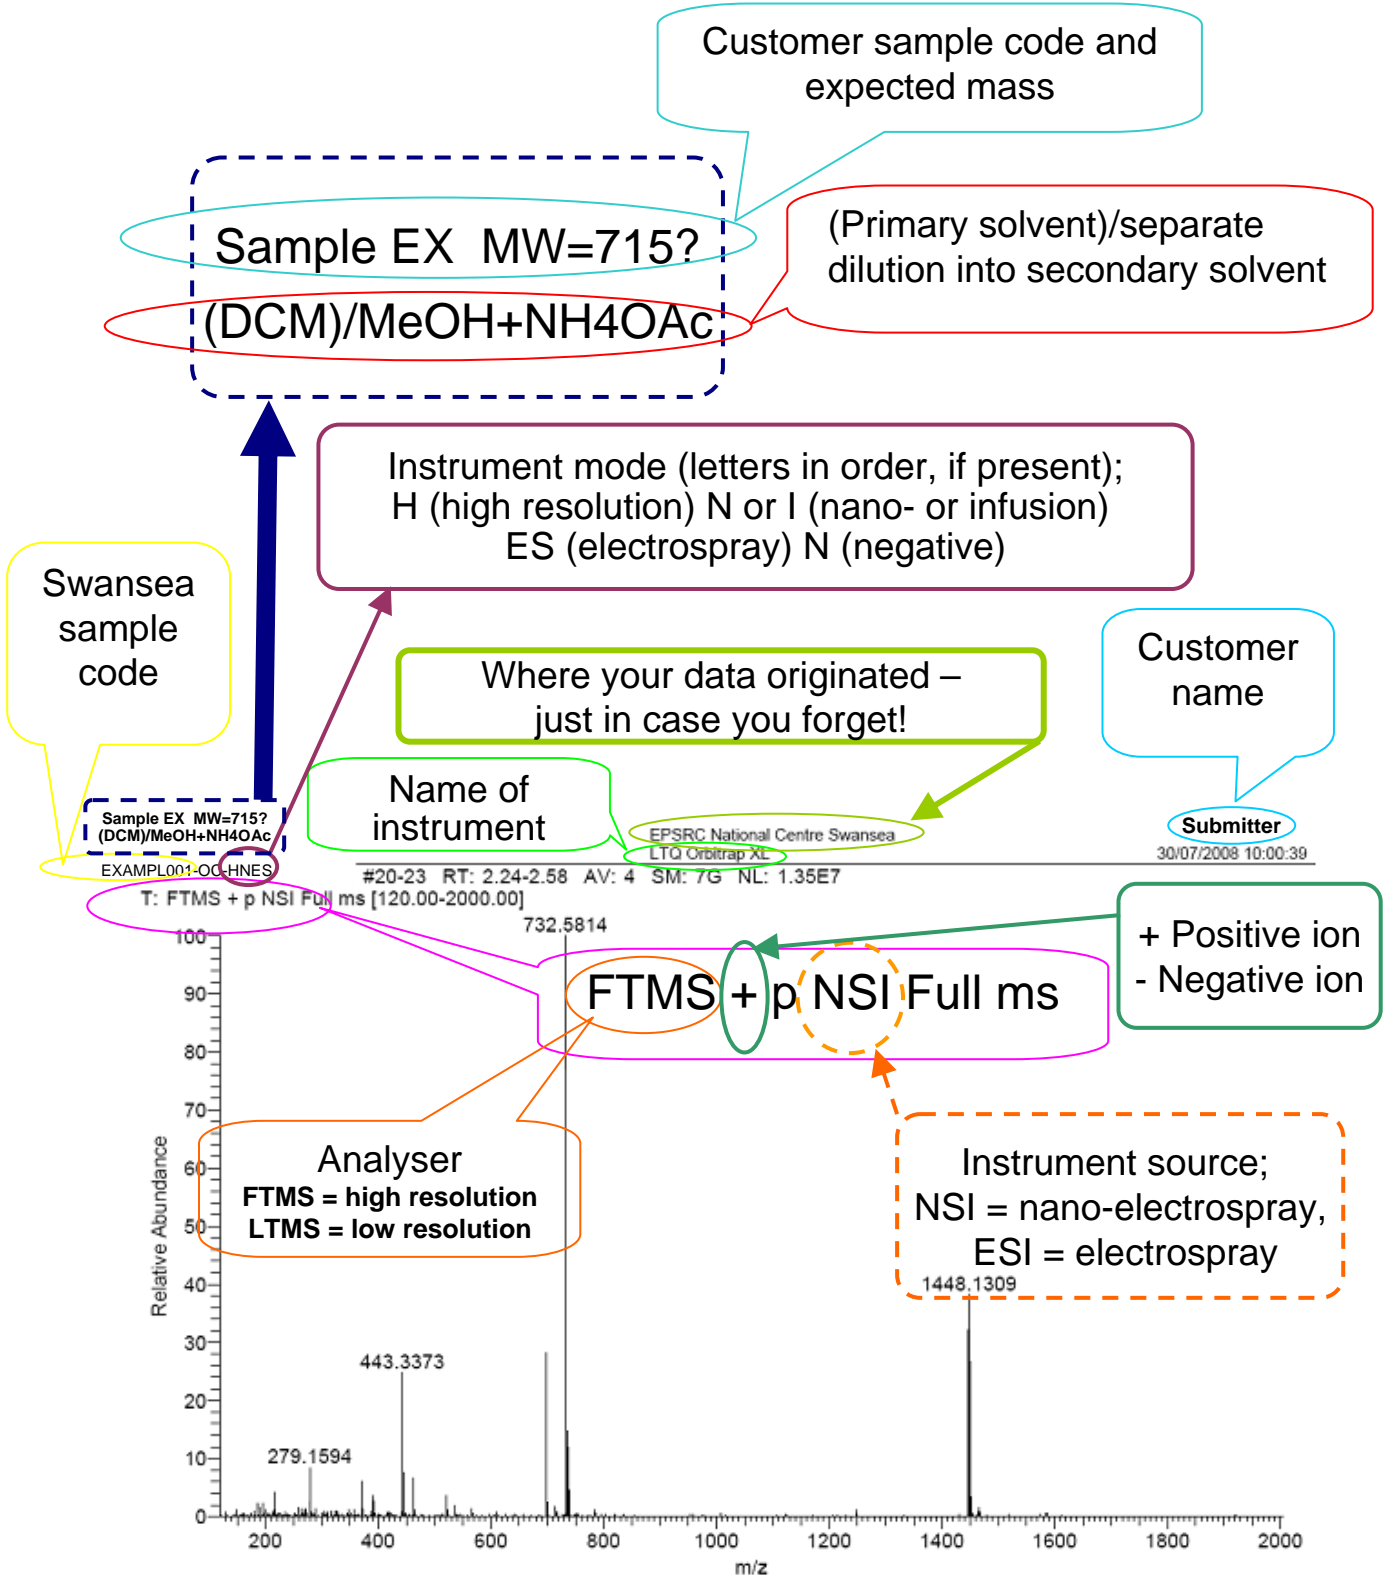 Customer sample code and
expected mass
Sample EX  MW=715?
(DCM)/MeOH+NH4OAc
(Primary solvent)/separate
dilution into secondary solvent
Instrument mode (letters in order, if present);
H (high resolution) N or I (nano- or infusion)
ES (electrospray) N (negative)
Swansea
sample
code
Where your data originated –
just in case you forget!
Customer
name
Name of
instrument
Sample EX  MW=715?
(DCM)/MeOH+NH4OAc
EPSRC National Centre Swansea
LTQ Orbitrap XL
Submitter
30/07/2008 10:00:39
EXAMPL001-OC-HNES
#20-23  RT: 2.24-2.58  AV: 4  SM: 7G  NL: 1.35E7
T: FTMS + p NSI Full ms [120.00-2000.00]
732.5814
FTMS + p NSI Full ms
+ Positive ion
- Negative ion
Analyser
FTMS = high resolution
LTMS = low resolution
Instrument source;
NSI = nano-electrospray,
ESI = electrospray
1448.1309
443.3373
279.1594
Relative Abundance
100
90
80
70
60
50
40
30
20
10
0
200 400 600 800 1000 1200 1400 1600 1800 2000
m/z